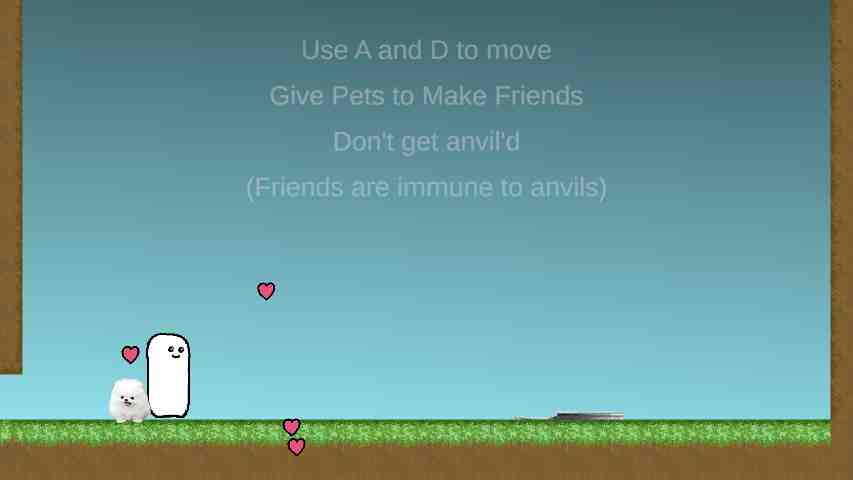 Use A and D to move
Give Pets to Make Friends
Don't get anvil'd
(Friends are immune to anvils)